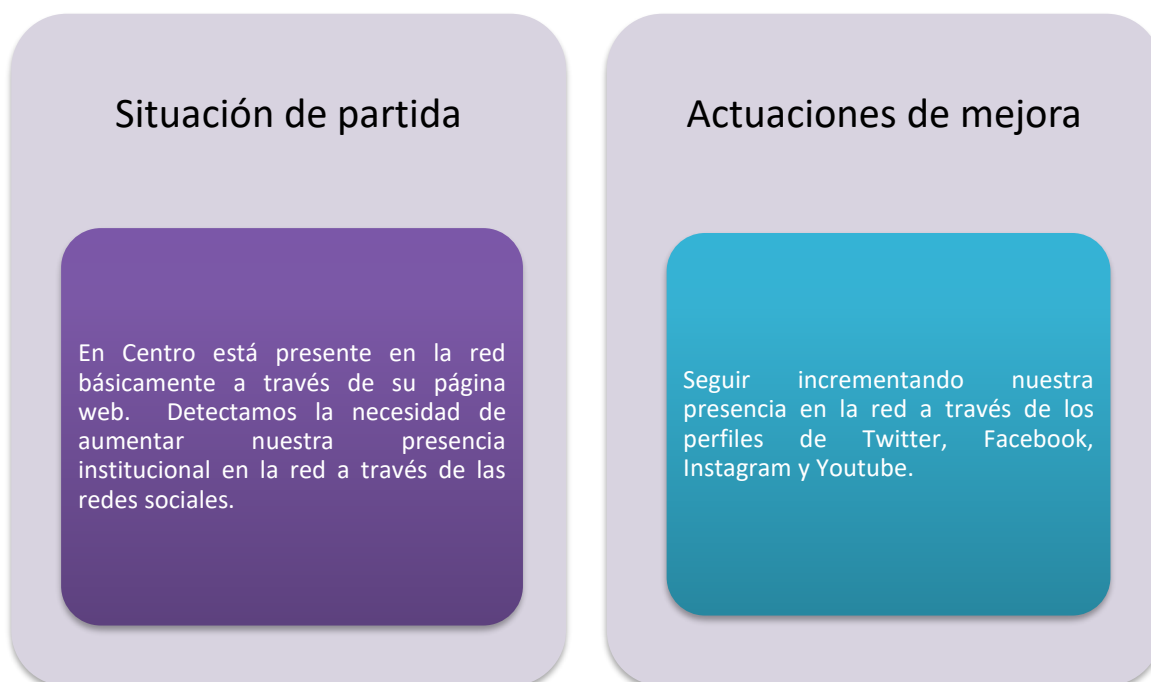 Situación de partida
En Centro está presente en la red
básicamente a través de su página
web. Detectamos la necesidad de
aumentar nuestra presencia
institucional en la red a través de las
redes sociales.
Actuaciones de mejora
Seguir incrementando nuestra
presencia en la red a través de los
perfiles de Twitter, Facebook,
Instagram y Youtube.